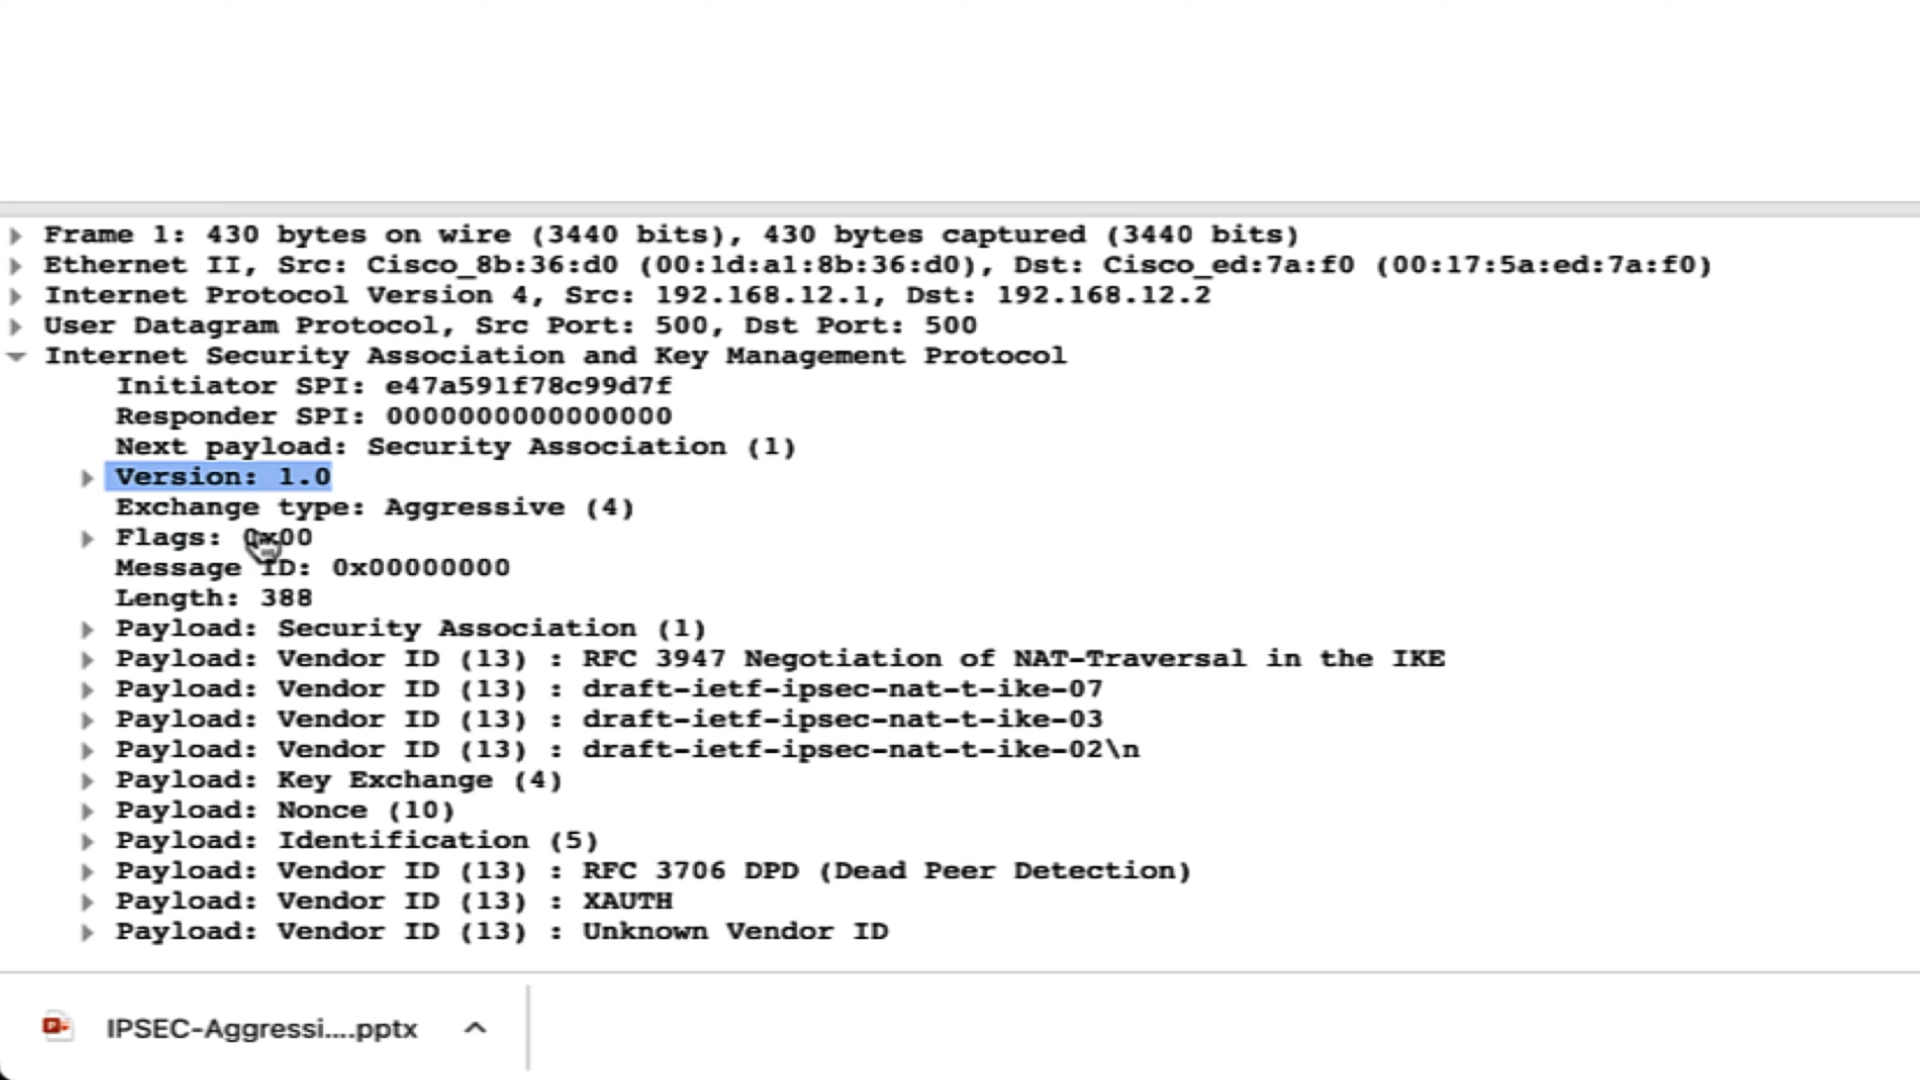 Frame 1: 430 bytes on wire (3440 bits), 430 bytes captured (3440 bits)
Ethernet II, Src: Cisco_8b:36:d0 (00:1d:a1:8b:36:d0), Dst: Cisco_ed:7a:f0 (00:17:5a:ed:7a:f0)
Internet Protocol Version 4, Src: 192.168.12.1, Dst: 192.168.12.2
User Datagram Protocol, Src Port: 500, Dst Port: 500
Internet Security Association and Key Management Protocol
Initiator SPI: e47a591f78c99d7f
Responder SPI: 0000000000000000
Next payload: Security Association (1)
Version: 1.0
Exchange type: Aggressive (4)
Flags: 0x00
Message ID: 0x00000000
Length: 388
Payload: Security Association (1)
Payload: Vendor ID (13) : RFC 3947 Negotiation of NAT-Traversal in the IKE
Payload: Vendor ID (13) : draft-ietf-ipsec-nat-t-ike-07
Payload: Vendor ID (13) : draft-ietf-ipsec-nat-t-ike-03
Payload: Vendor ID (13) : draft-ietf-ipsec-nat-t-ike-02\n
Payload: Key Exchange (4)
Payload: Nonce (10)
Payload: Identification (5)
Payload: Vendor ID (13) : RFC 3706 DPD (Dead Peer Detection)
Payload: Vendor ID (13) : XAUTH
Payload: Vendor ID (13) : Unknown Vendor ID
IPSEC-Aggressi....pptx